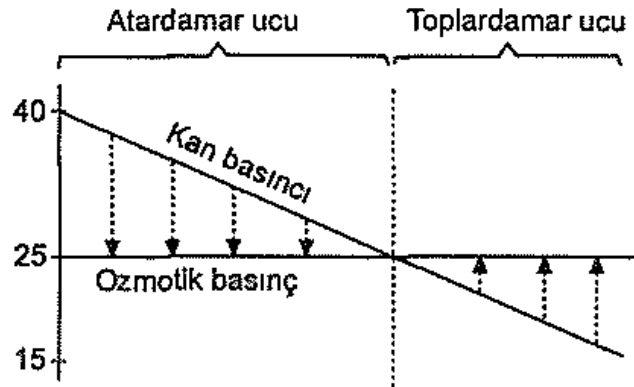 Atardamar ucu
Toplardamar ucu
40
Kan basıncı
25
Ozmotik basınç
15